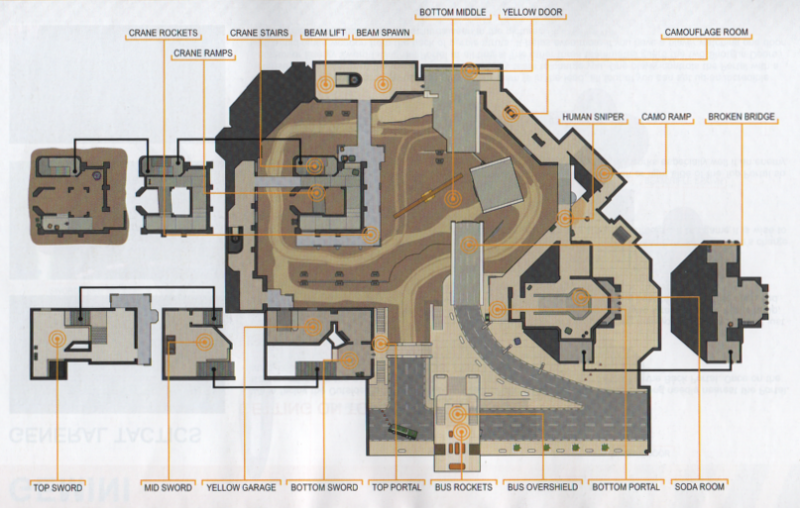 BOTTOM MIDDLE
YELLOW DOOR
CRANE ROCKETS
CRANE STAIRS
BEAM LIFT
BEAM SPAWN
CAMOUFLAGE ROOM
CRANE RAMPS
HUMAN SNIPER
CAMO RAMP
BROKEN BRIDGE
GENERAL TACTICS
GEMINI
TOP SWORD
MID SWORD
YELLOW GARAGE
BOTTOM SWORD
TOP PORTAL
BUS ROCKETS
BUS OVERSHIELD
BOTTOM PORTAL
SODA ROOM